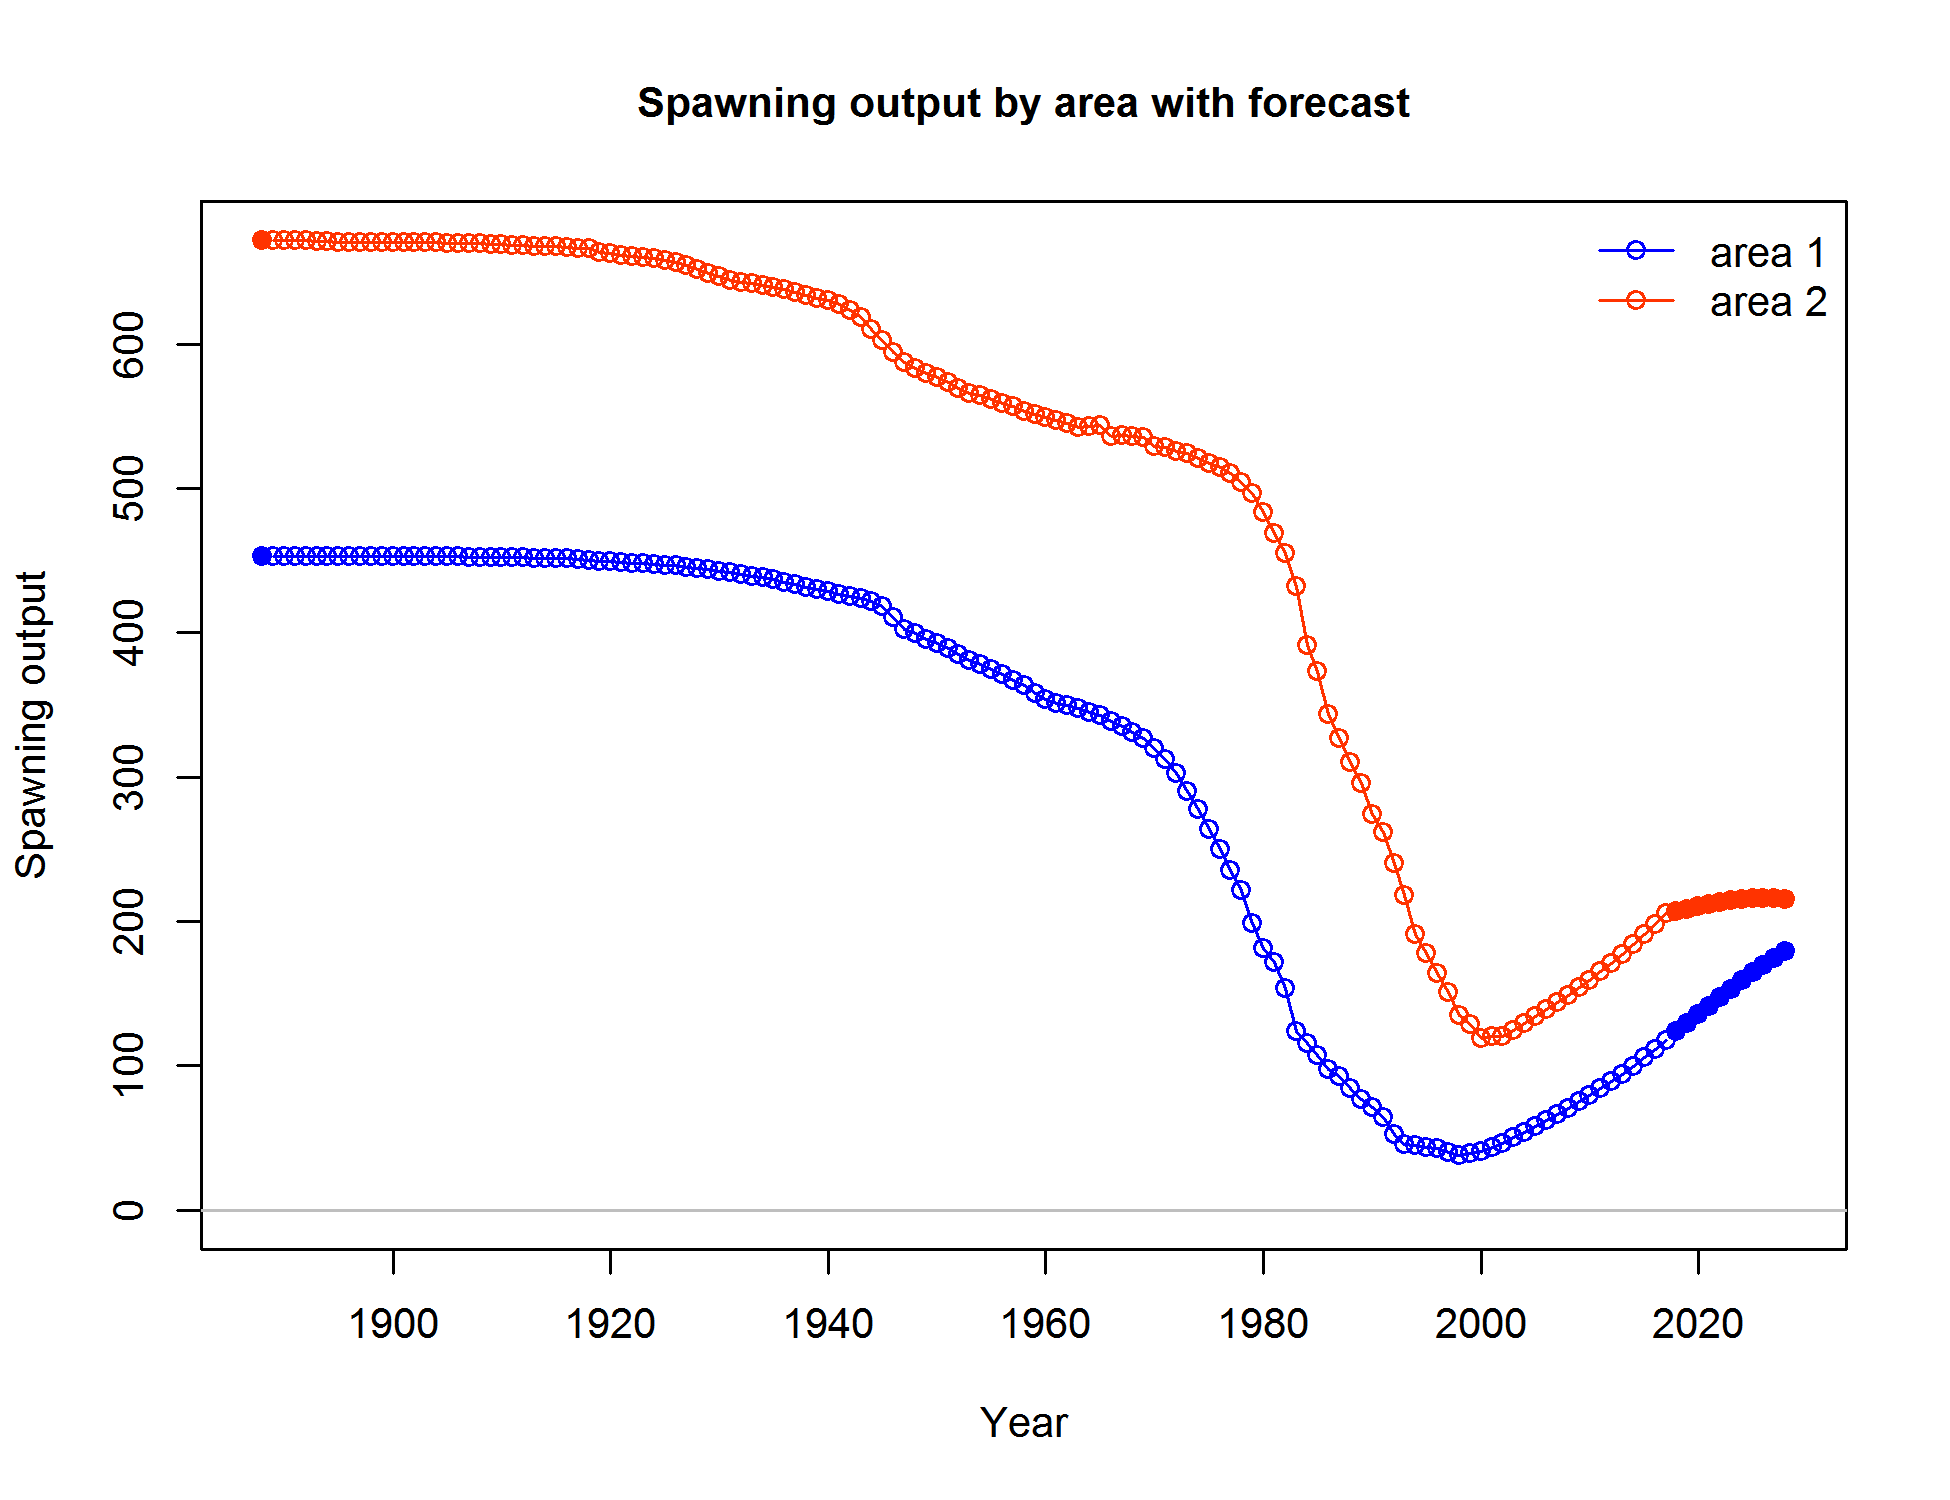 Spawning output by area with forecast
area 1
area 2
600
500
400
300
200
100
0
Spawning output
1900 1920 1940 1960 1980 2000 2020
Year